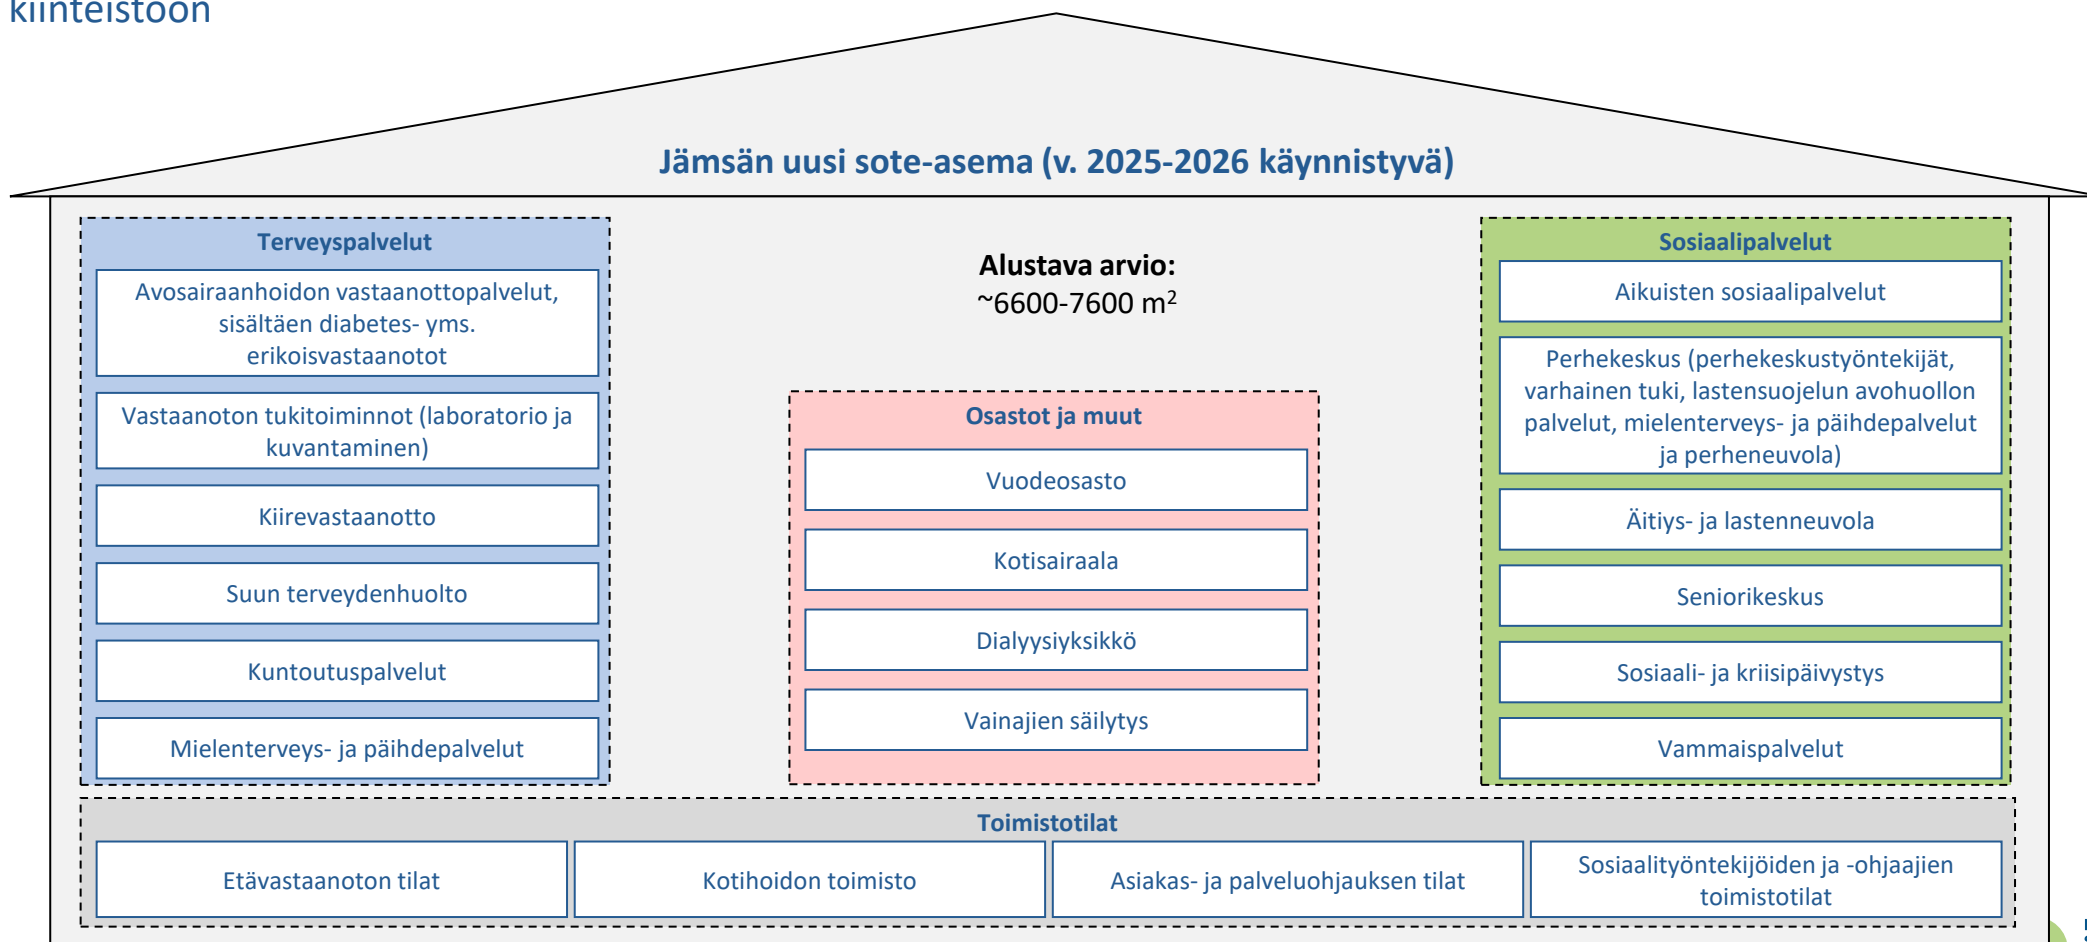 kiinteistöön
Jämsän uusi sote-asema (v. 2025-2026 käynnistyvä)
Terveyspalvelut
Avosairaanhoidon vastaanottopalvelut,
sisältäen diabetes- yms.
erikoisvastaanotot
Vastaanoton tukitoiminnot (laboratorio ja
kuvantaminen)
Kiirevastaanotto
Suun terveydenhuolto
Kuntoutuspalvelut
Mielenterveys- ja päihdepalvelut
Alustava arvio:
~6600-7600 m²
Osastot ja muut
Vuodeosasto
Kotisairaala
Dialyysiyksikkö
Vainajien säilytys
Sosiaalipalvelut
Aikuisten sosiaalipalvelut
Perhekeskus (perhekeskustyöntekijät,
varhainen tuki, lastensuojelun avohuollon
palvelut, mielenterveys- ja päihdepalvelut
ja perheneuvola)
Äitiys- ja lastenneuvola
Seniorikeskus
Sosiaali- ja kriisipäivystys
Vammaispalvelut
Toimistotilat
Etävastaanoton tilat
Kotihoidon toimisto
Asiakas- ja palveluohjauksen tilat
Sosiaalityöntekijöiden ja -ohjaajien
toimistotilat